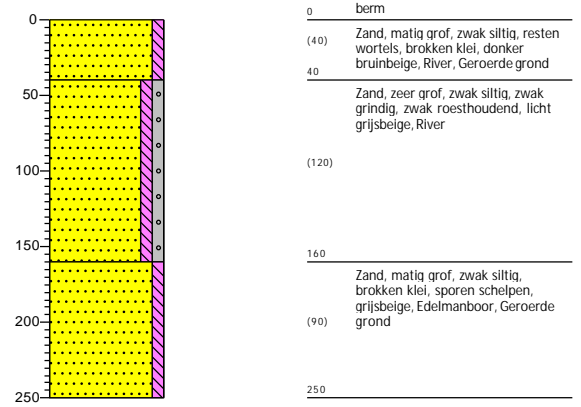 0
50
100
150
200
250
0 berm
(40) Zand, matig grof, zwak siltig, resten
wortels, brokken klei, donker
bruinbeige, River, Geroerde grond
40
Zand, zeer grof, zwak siltig, zwak
grindig, zwak roesthoudend, licht
grijsbeige, River
(120)
160
Zand, matig grof, zwak siltig,
brokken klei, sporen schelpen,
grijsbeige, Edelmanboor, Geroerde
(90) grond
250